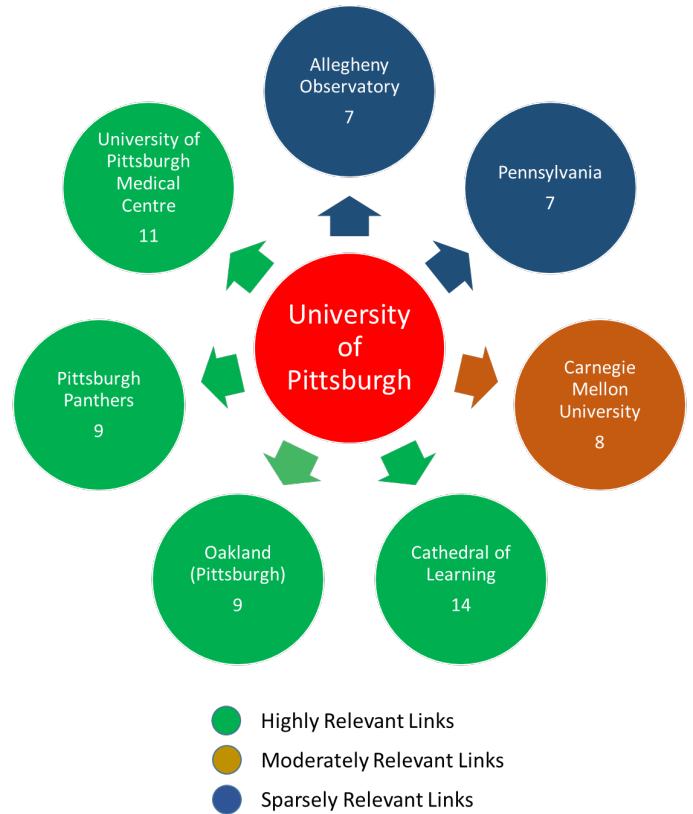 Allegheny
Observatory
7
Pennsylvania
7
Carnegie
Mellon
University
8
Cathedral of
Learning
14
Oakland
(Pittsburgh)
9
Pittsburgh
Panthers
9
University of
Pittsburgh
Medical
Centre
11
University
of
Pittsburgh
Highly Relevant Links
Moderately Relevant Links
Sparsely Relevant Links